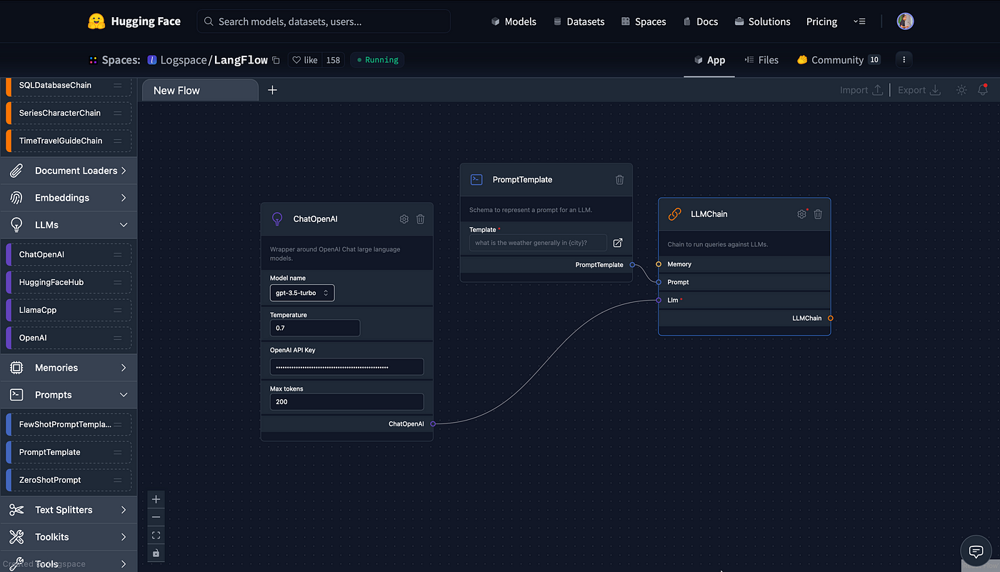 Hugging Face
Search models, datasets, users...
Models
Datasets
Spaces
Docs
Solutions
Pricing
Spaces:
Logspace/LangFlow
like 158
Running
App
Files
Community 10
SQLDatabaseChain
SeriesCharacterChain
TimeTravelGuideChain
Document Loaders
Embeddings
LLMs
ChatOpenAI
HuggingFaceHub
LlamaCpp
OpenAI
Memories
Prompts
FewShotPromptTempla...
PromptTemplate
ZeroShotPrompt
Text Splitters
Toolkits
Tools
Created by Logspace
New Flow
Import
Export
ChatOpenAI
Wrapper around OpenAI Chat large language
models.
Model name
gpt-3.5-turbo
Temperature
0.7
OpenAI API Key
Max tokens
200
ChatOpenAI
PromptTemplate
Schema to represent a prompt for an LLM.
Template *
what is the weather generally in {city}?
PromptTemplate
LLMChain
Chain to run queries against LLMs.
Memory
Prompt
Llm *
LLMChain